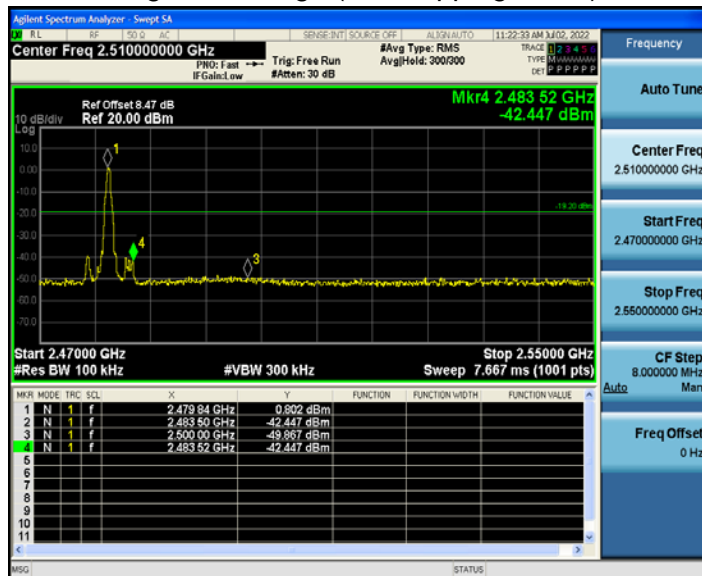 Agilent Spectrum Analyzer - Swept SA
RL RF 50 Ω AC SENSE:INT SOURCE OFF ALIGN AUTO 11:22:33 AM Jul 02, 2022
Center Freq 2.510000000 GHz
PNO: Fast
IFGain:Low
Trig: Free Run
#Atten: 30 dB
#Avg Type: RMS
Avg|Hold: 300/300
TRACE 1 2 3 4 5 6
TYPE M
DET P P P P P P
Frequency
Auto Tune
Center Freq
2.510000000 GHz
Start Freq
2.470000000 GHz
Stop Freq
2.550000000 GHz
CF Step
8.000000 MHz
Auto Man
Freq Offset
0 Hz
Mkr4 2.483 52 GHz
-42.447 dBm
Ref Offset 8.47 dB
10 dB/div Ref 20.00 dBm
Log
10.0
0.00
-10.0
-20.0
-30.0
-40.0
-50.0
-60.0
-70.0
1
4
3
-19.20 dBm
Start 2.47000 GHz Stop 2.55000 GHz
#Res BW 100 kHz #VBW 300 kHz Sweep 7.667 ms (1001 pts)
MKR MODE TRC SCL X Y FUNCTION FUNCTION WIDTH FUNCTION VALUE
1 N 1 f 2.479 84 GHz 0.802 dBm
2 N 1 f 2.483 50 GHz -42.447 dBm
3 N 1 f 2.500 00 GHz -49.867 dBm
4 N 1 f 2.483 52 GHz -42.447 dBm
5
6
7
8
9
10
11
MSG STATUS